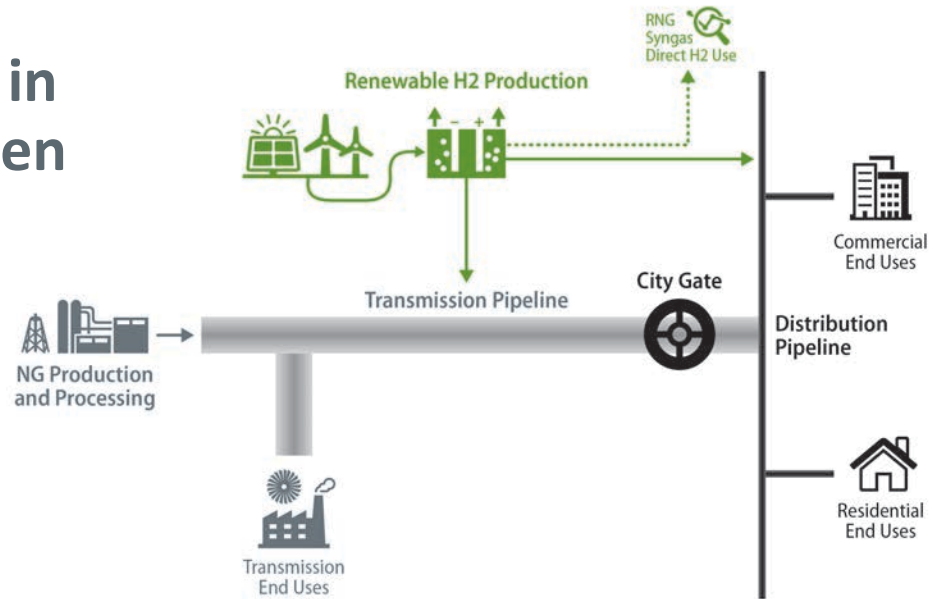 in
en
RNG
Syngas
Direct H2 Use
Renewable H2 Production
- +
Commercial
End Uses
City Gate
Transmission Pipeline
Distribution
Pipeline
NG Production
and Processing
Residential
End Uses
Transmission
End Uses